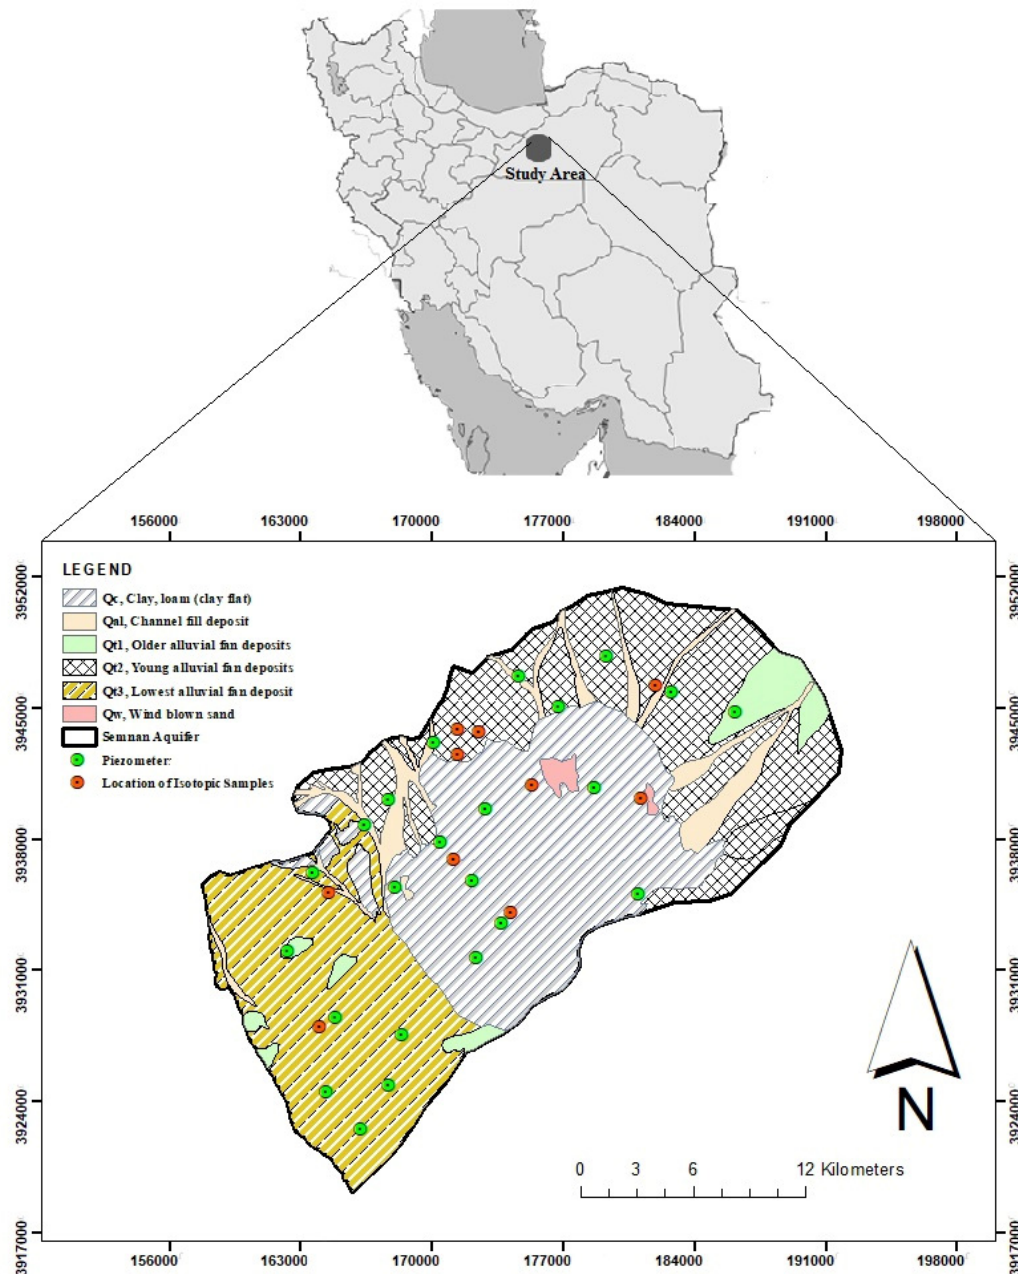 Study Area
156000 163000 170000 177000 184000 191000 198000
LEGEND
Qc, Clay, loam (clay flat)
Qal, Channel fill deposit
Qt1, Older alluvial fan deposits
Qt2, Young alluvial fan deposits
Qt3, Lowest alluvial fan deposit
Qw, Wind blown sand
Semnan Aquifer
Piezometer
Location of Isotopic Samples
3952000
3945000
3938000
3931000
3924000
3917000
3952000
3945000
3938000
3931000
3924000
3917000
N
0 3 6 12 Kilometers
156000 163000 170000 177000 184000 191000 198000